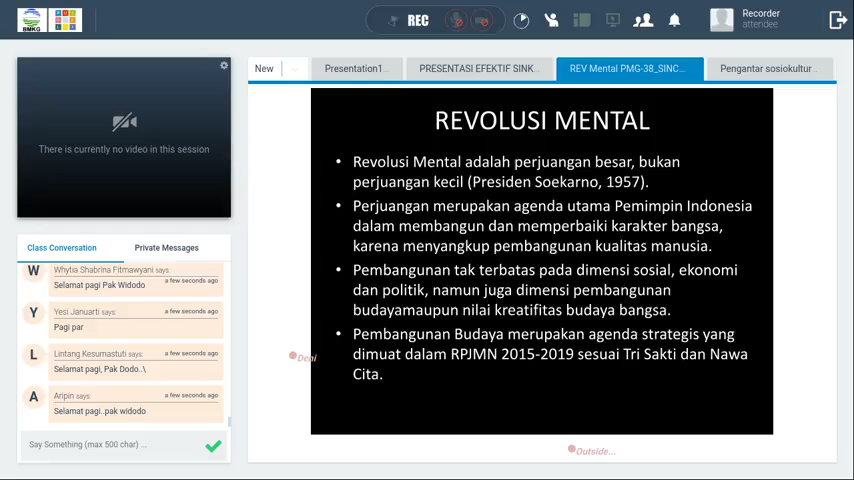 BMKG
REC
Recorder
attendee
There is currently no video in this session
New
Presentation1...
PRESENTASI EFEKTIF SINK...
REV Mental PMG-38_SINC...
Pengantar sosiokultur...
REVOLUSI MENTAL
• Revolusi Mental adalah perjuangan besar, bukan
perjuangan kecil (Presiden Soekarno, 1957).
• Perjuangan merupakan agenda utama Pemimpin Indonesia
dalam membangun dan memperbaiki karakter bangsa,
karena menyangkup pembangunan kualitas manusia.
• Pembangunan tak terbatas pada dimensi sosial, ekonomi
dan politik, namun juga dimensi pembangunan
budayamaupun nilai kreatifitas budaya bangsa.
• Pembangunan Budaya merupakan agenda strategis yang
dimuat dalam RPJMN 2015-2019 sesuai Tri Sakti dan Nawa
Cita.
Deni
Outside...
Class Conversation
Private Messages
W
Whytia Shabrina Fitmawyani says:
a few seconds ago
Selamat pagi Pak Widodo
Y
Yesi Januarti says:
a few seconds ago
Pagi par
L
Lintang Kesumastuti says:
a few seconds ago
Selamat pagi, Pak Dodo..\
A
Aripin says:
a few seconds ago
Selamat pagi..pak widodo
Say Something (max 500 char) ...